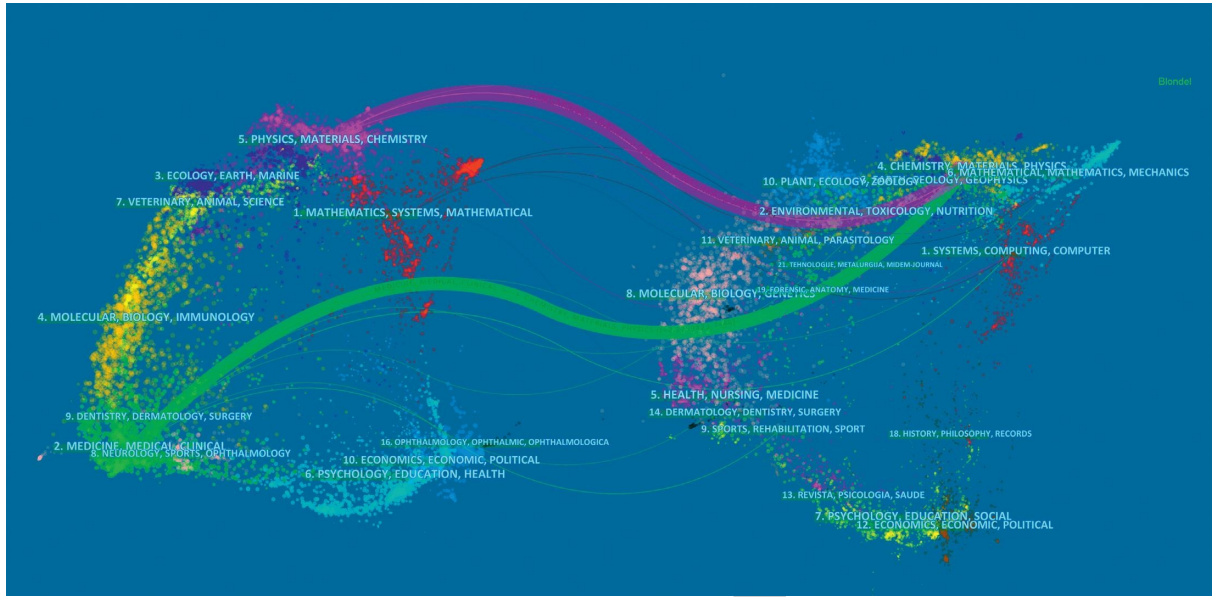 Blondel
5. PHYSICS, MATERIALS, CHEMISTRY
3. ECOLOGY, EARTH, MARINE
7. VETERINARY, ANIMAL, SCIENCE
1. MATHEMATICS, SYSTEMS, MATHEMATICAL
4. MOLECULAR, BIOLOGY, IMMUNOLOGY
9. DENTISTRY, DERMATOLOGY, SURGERY
2. MEDICINE, MEDICAL, CLINICAL
8. NEUROLOGY, SPORTS, OPHTHALMOLOGY
16. OPHTHALMOLOGY, OPHTHALMIC, OPHTHALMOLOGICA
10. ECONOMICS, ECONOMIC, POLITICAL
6. PSYCHOLOGY, EDUCATION, HEALTH
4. CHEMISTRY, MATERIALS, PHYSICS
6. MATHEMATICAL, MATHEMATICS, MECHANICS
10. PLANT, ECOLOGY, ZOOLOGY
GEOLOGY, GEOPHYSICS
2. ENVIRONMENTAL, TOXICOLOGY, NUTRITION
11. VETERINARY, ANIMAL, PARASITOLOGY
1. SYSTEMS, COMPUTING, COMPUTER
21. TEHNOLOGUE, METALURGIJA, MIDEM-JOURNAL
19. FORENSIC, ANATOMY, MEDICINE
8. MOLECULAR, BIOLOGY, GENETICS
5. HEALTH, NURSING, MEDICINE
14. DERMATOLOGY, DENTISTRY, SURGERY
9. SPORTS, REHABILITATION, SPORT
18. HISTORY, PHILOSOPHY, RECORDS
13. REVISTA, PSICOLOGIA, SAUDE
7. PSYCHOLOGY, EDUCATION, SOCIAL
12. ECONOMICS, ECONOMIC, POLITICAL